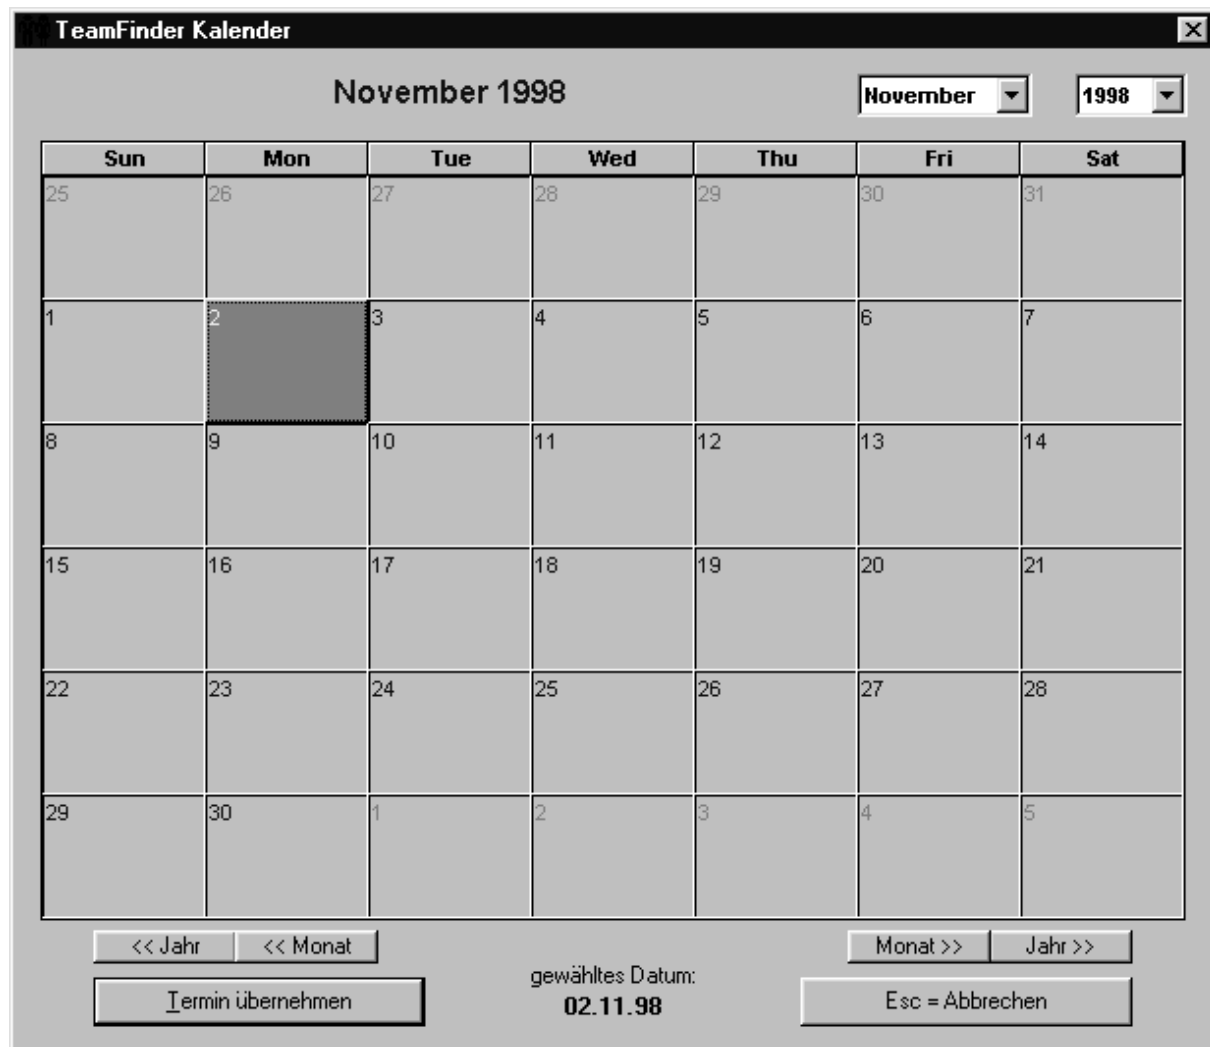 TeamFinder Kalender
November 1998 November 1998
Sun Mon Tue Wed Thu Fri Sat
25 26 27 28 29 30 31
1 2 3 4 5 6 7
8 9 10 11 12 13 14
15 16 17 18 19 20 21
22 23 24 25 26 27 28
29 30 1 2 3 4 5
<< Jahr << Monat Monat >> Jahr >>
Termin übernehmen gewähltes Datum: Esc = Abbrechen
02.11.98